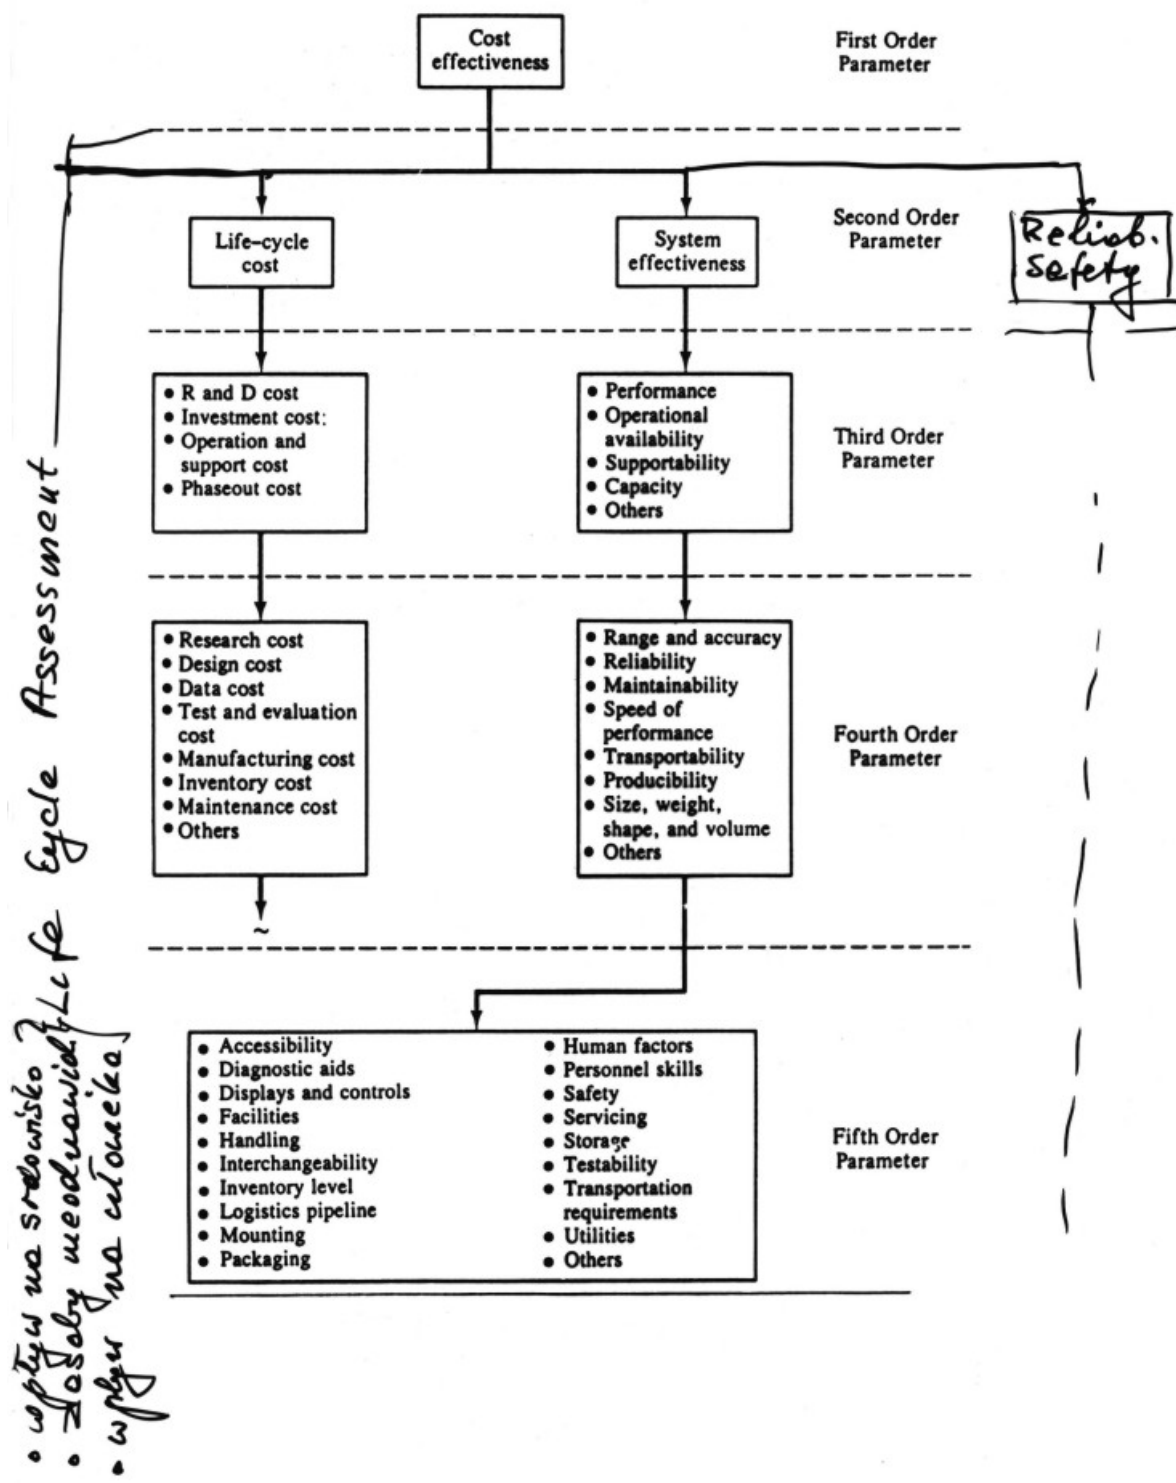 Cost
effectiveness
First Order
Parameter
Life-cycle
cost
System
effectiveness
Second Order
Parameter
Reliab.
Safety
• R and D cost
• Investment cost:
• Operation and
support cost
• Phaseout cost
• Performance
• Operational
availability
• Supportability
• Capacity
• Others
Third Order
Parameter
• Research cost
• Design cost
• Data cost
• Test and evaluation
cost
• Manufacturing cost
• Inventory cost
• Maintenance cost
• Others
~
• Range and accuracy
• Reliability
• Maintainability
• Speed of
performance
• Transportability
• Producibility
• Size, weight,
shape, and volume
• Others
Fourth Order
Parameter
• Accessibility
• Diagnostic aids
• Displays and controls
• Facilities
• Handling
• Interchangeability
• Inventory level
• Logistics pipeline
• Mounting
• Packaging
• Human factors
• Personnel skills
• Safety
• Servicing
• Storage
• Testability
• Transportation
requirements
• Utilities
• Others
Fifth Order
Parameter
Life Cycle Assessment
• wpływ na srdowiśko
• zasoby
• wpływ na człowieka